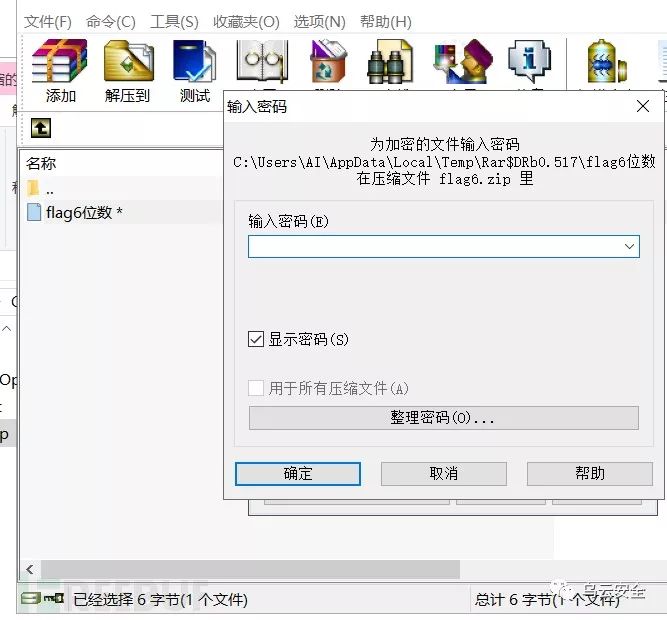 文件(F) 命令(C) 工具(S) 收藏夹(O) 选项(N) 帮助(H)
添加 解压到 测试
输入密码
为加密的文件输入密码
C:\Users\AI\AppData\Local\Temp\Rar$DRb0.517\flag6位数
在压缩文件 flag6.zip 里
名称
..
flag6位数 *
输入密码(E)
显示密码(S)
用于所有压缩文件(A)
整理密码(O)...
确定 取消 帮助
Op
p
REEBUF
乌云安全
已经选择 6 字节(1 个文件) 总计 6 字节(1 个文件)